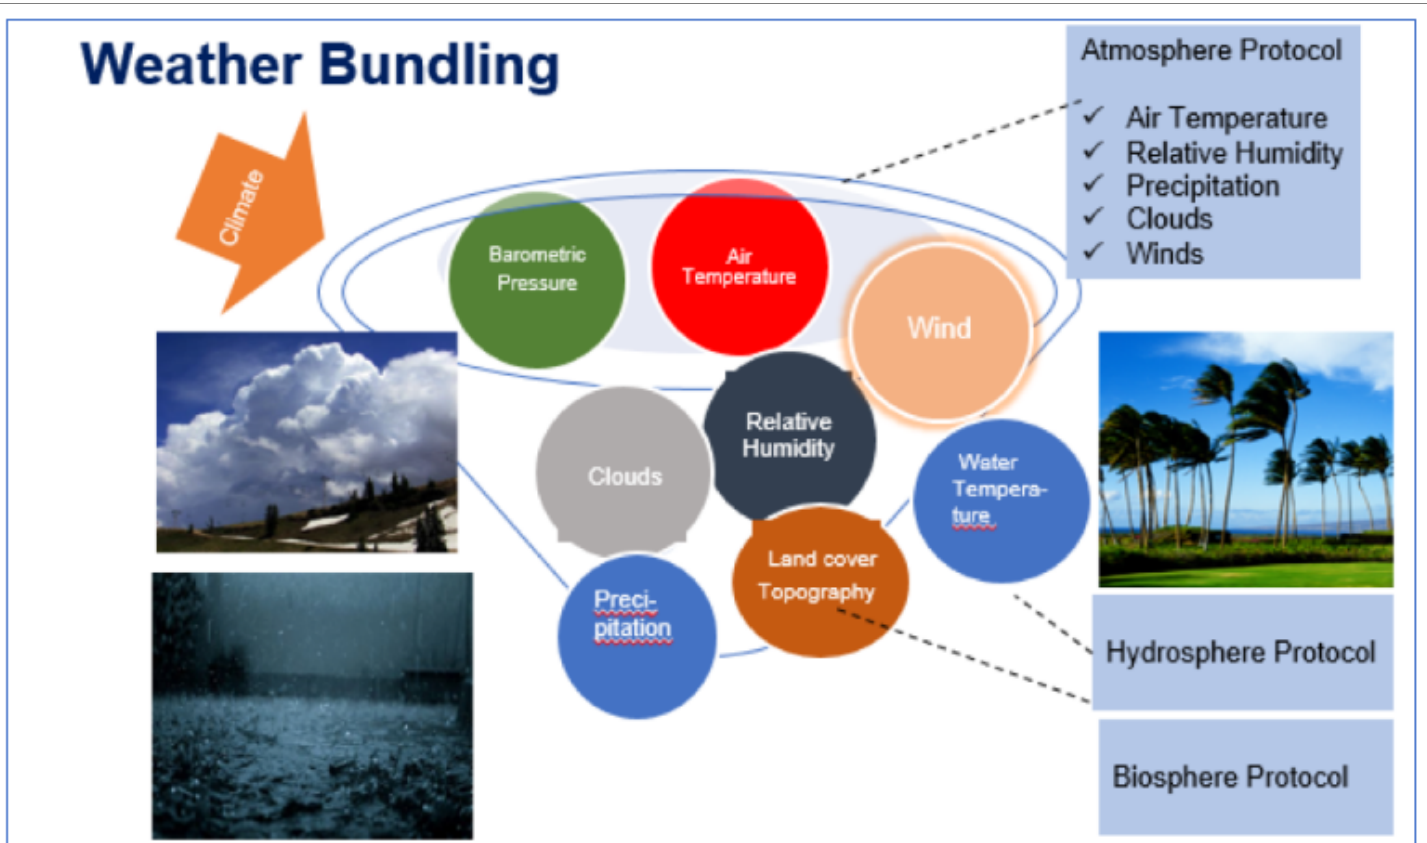 Weather Bundling
Climate
Atmosphere Protocol
✓ Air Temperature
✓ Relative Humidity
✓ Precipitation
✓ Clouds
✓ Winds
Barometric
Pressure
Air
Temperature
Wind
Relative
Humidity
Clouds
Water
Tempera-
ture
Land cover
Topography
Preci-
pitation
Hydrosphere Protocol
Biosphere Protocol